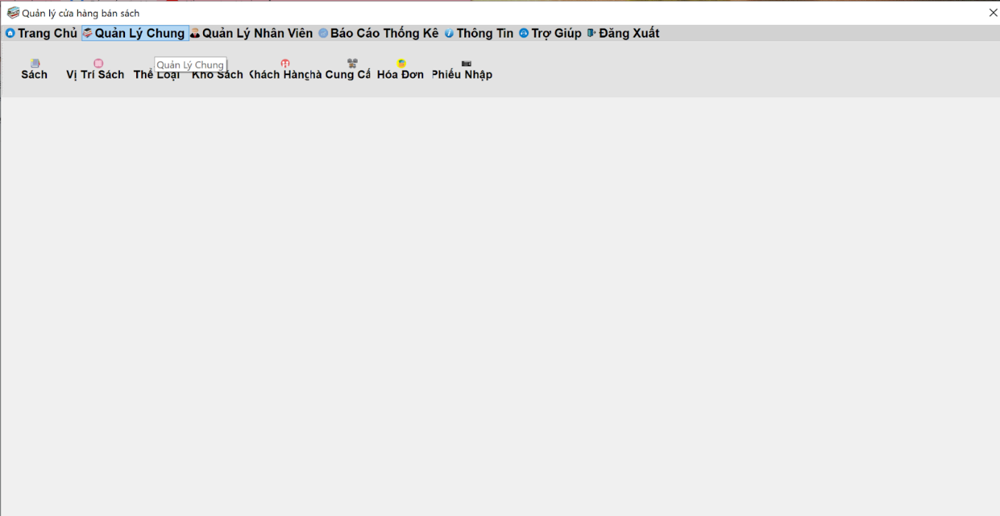 Quản lý cửa hàng bán sách
Trang Chủ Quản Lý Chung Quản Lý Nhân Viên Báo Cáo Thống Kê Thông Tin Trợ Giúp Đăng Xuất
Quản Lý Chung
Sách Vị Trí Sách Thể Loại Kho Sách Khách Hàng hà Cung Cấ Hóa Đơn Phiếu Nhập